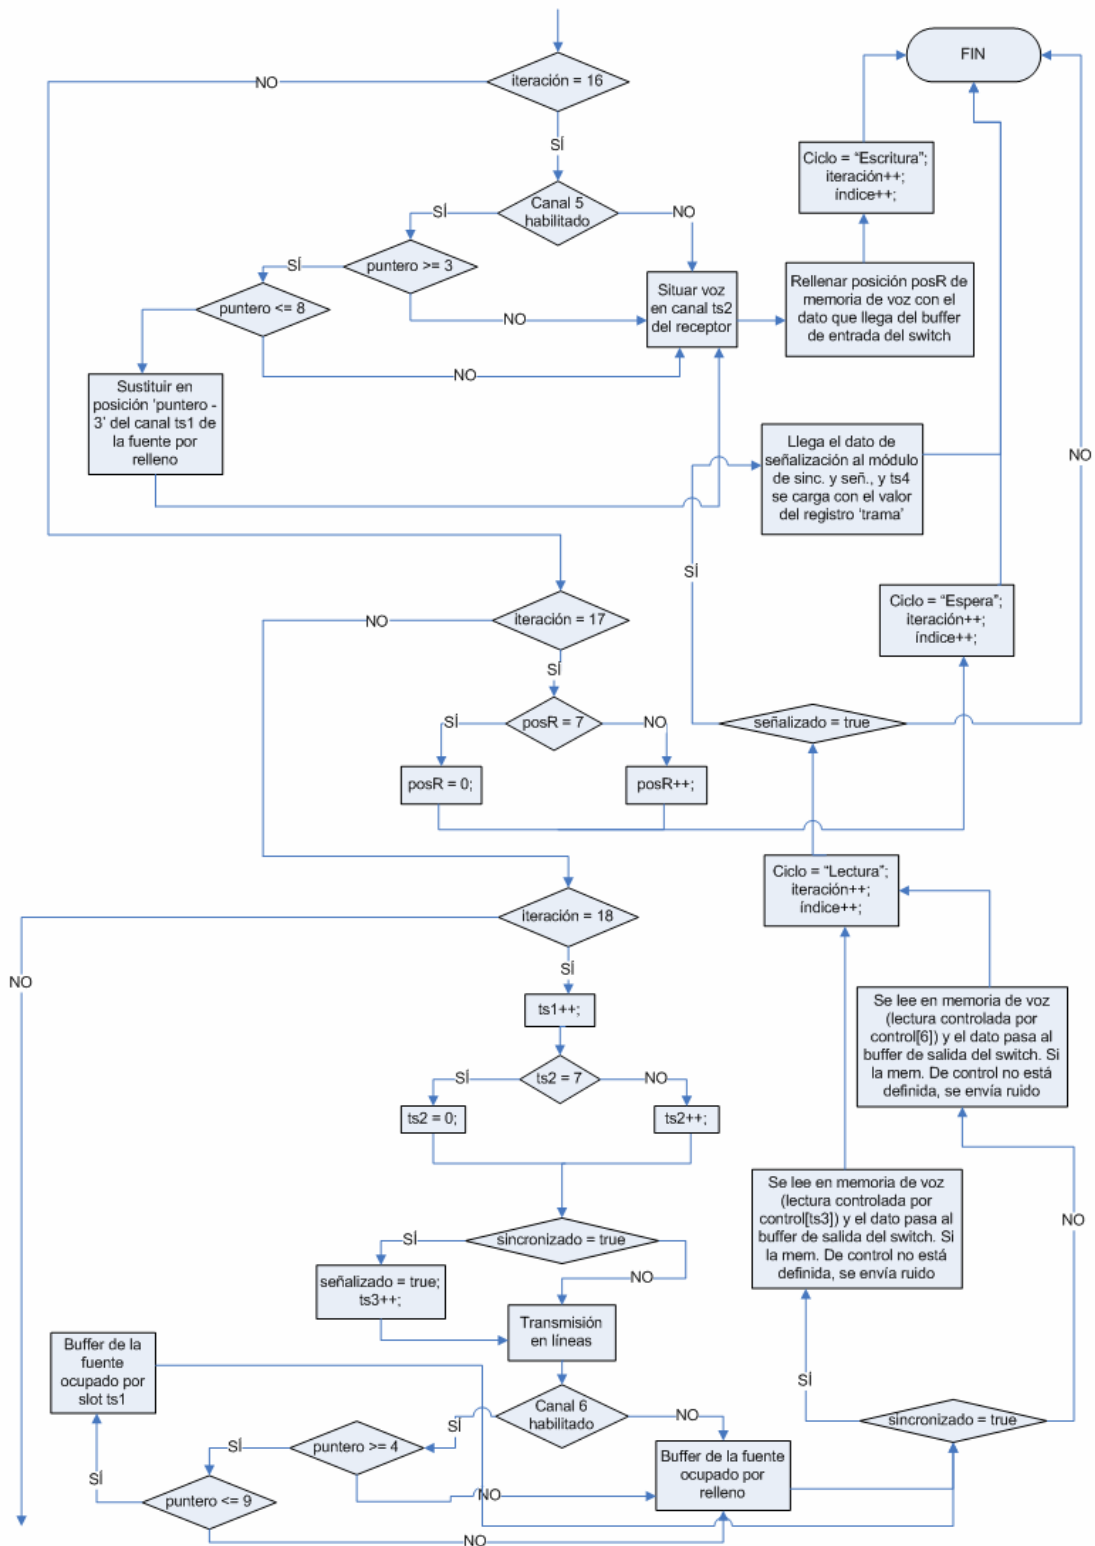 FIN
iteración = 16
NO
SÍ
Ciclo = “Escritura”;
iteración++;
índice++;
Canal 5
habilitado
SÍ
NO
puntero >= 3
SÍ
NO
puntero <= 8
NO
Situar voz
en canal ts2
del receptor
Rellenar posición posR de
memoria de voz con el
dato que llega del buffer
de entrada del switch
Sustituir en
posición ‘puntero -
3’ del canal ts1 de
la fuente por
relleno
Llega el dato de
señalización al módulo
de sinc. y señ., y ts4
se carga con el valor
del registro ‘trama’
NO
SÍ
Ciclo = “Espera”;
iteración++;
índice++;
iteración = 17
NO
SÍ
señalizado = true
posR = 7
SÍ
NO
posR = 0;
posR++;
Ciclo = “Lectura”;
iteración++;
índice++;
iteración = 18
NO
SÍ
ts1++;
Se lee en memoria de voz
(lectura controlada por
control[6]) y el dato pasa al
buffer de salida del switch. Si
la mem. De control no está
definida, se envía ruido
ts2 = 7
SÍ
NO
ts2 = 0;
ts2++;
Se lee en memoria de voz
(lectura controlada por
control[ts3]) y el dato pasa al
buffer de salida del switch. Si
la mem. De control no está
definida, se envía ruido
NO
sincronizado = true
SÍ
NO
señalizado = true;
ts3++;
Transmisión
en líneas
Buffer de la
fuente
ocupado por
slot ts1
SÍ
Canal 6
habilitado
SÍ
NO
sincronizado = true
puntero >= 4
SÍ
NO
Buffer de la fuente
ocupado por
relleno
puntero <= 9
SÍ
NO